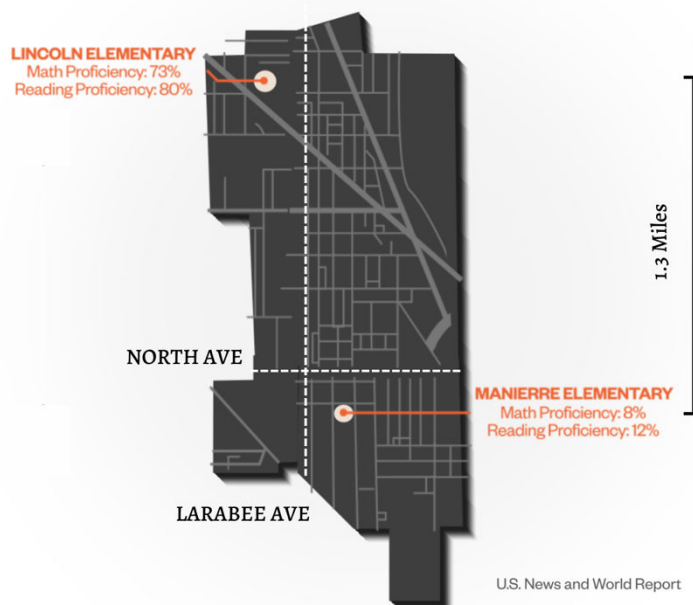 LINCOLN ELEMENTARY
Math Proficiency: 73%
Reading Proficiency: 80%
1.3 Miles
NORTH AVE
MANIERRE ELEMENTARY
Math Proficiency: 8%
Reading Proficiency: 12%
LARABEE AVE
U.S. News and World Report